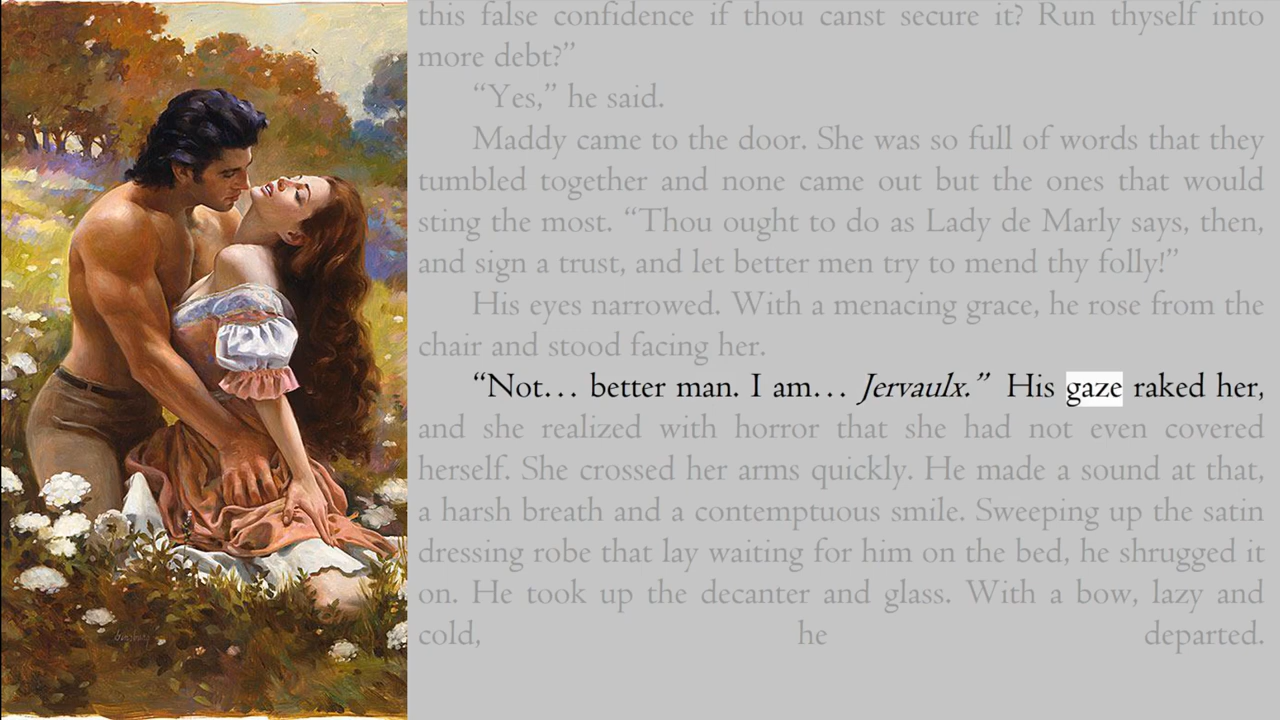 this false confidence if thou canst secure it? Run thyself into
more debt?”
“Yes,” he said.
Maddy came to the door. She was so full of words that they
tumbled together and none came out but the ones that would
sting the most. “Thou ought to do as Lady de Marly says, then,
and sign a trust, and let better men try to mend thy folly!”
His eyes narrowed. With a menacing grace, he rose from the
chair and stood facing her.
“Not… better man. I am… Jervaulx.” His gaze raked her,
and she realized with horror that she had not even covered
herself. She crossed her arms quickly. He made a sound at that,
a harsh breath and a contemptuous smile. Sweeping up the satin
dressing robe that lay waiting for him on the bed, he shrugged it
on. He took up the decanter and glass. With a bow, lazy and
cold, he departed.